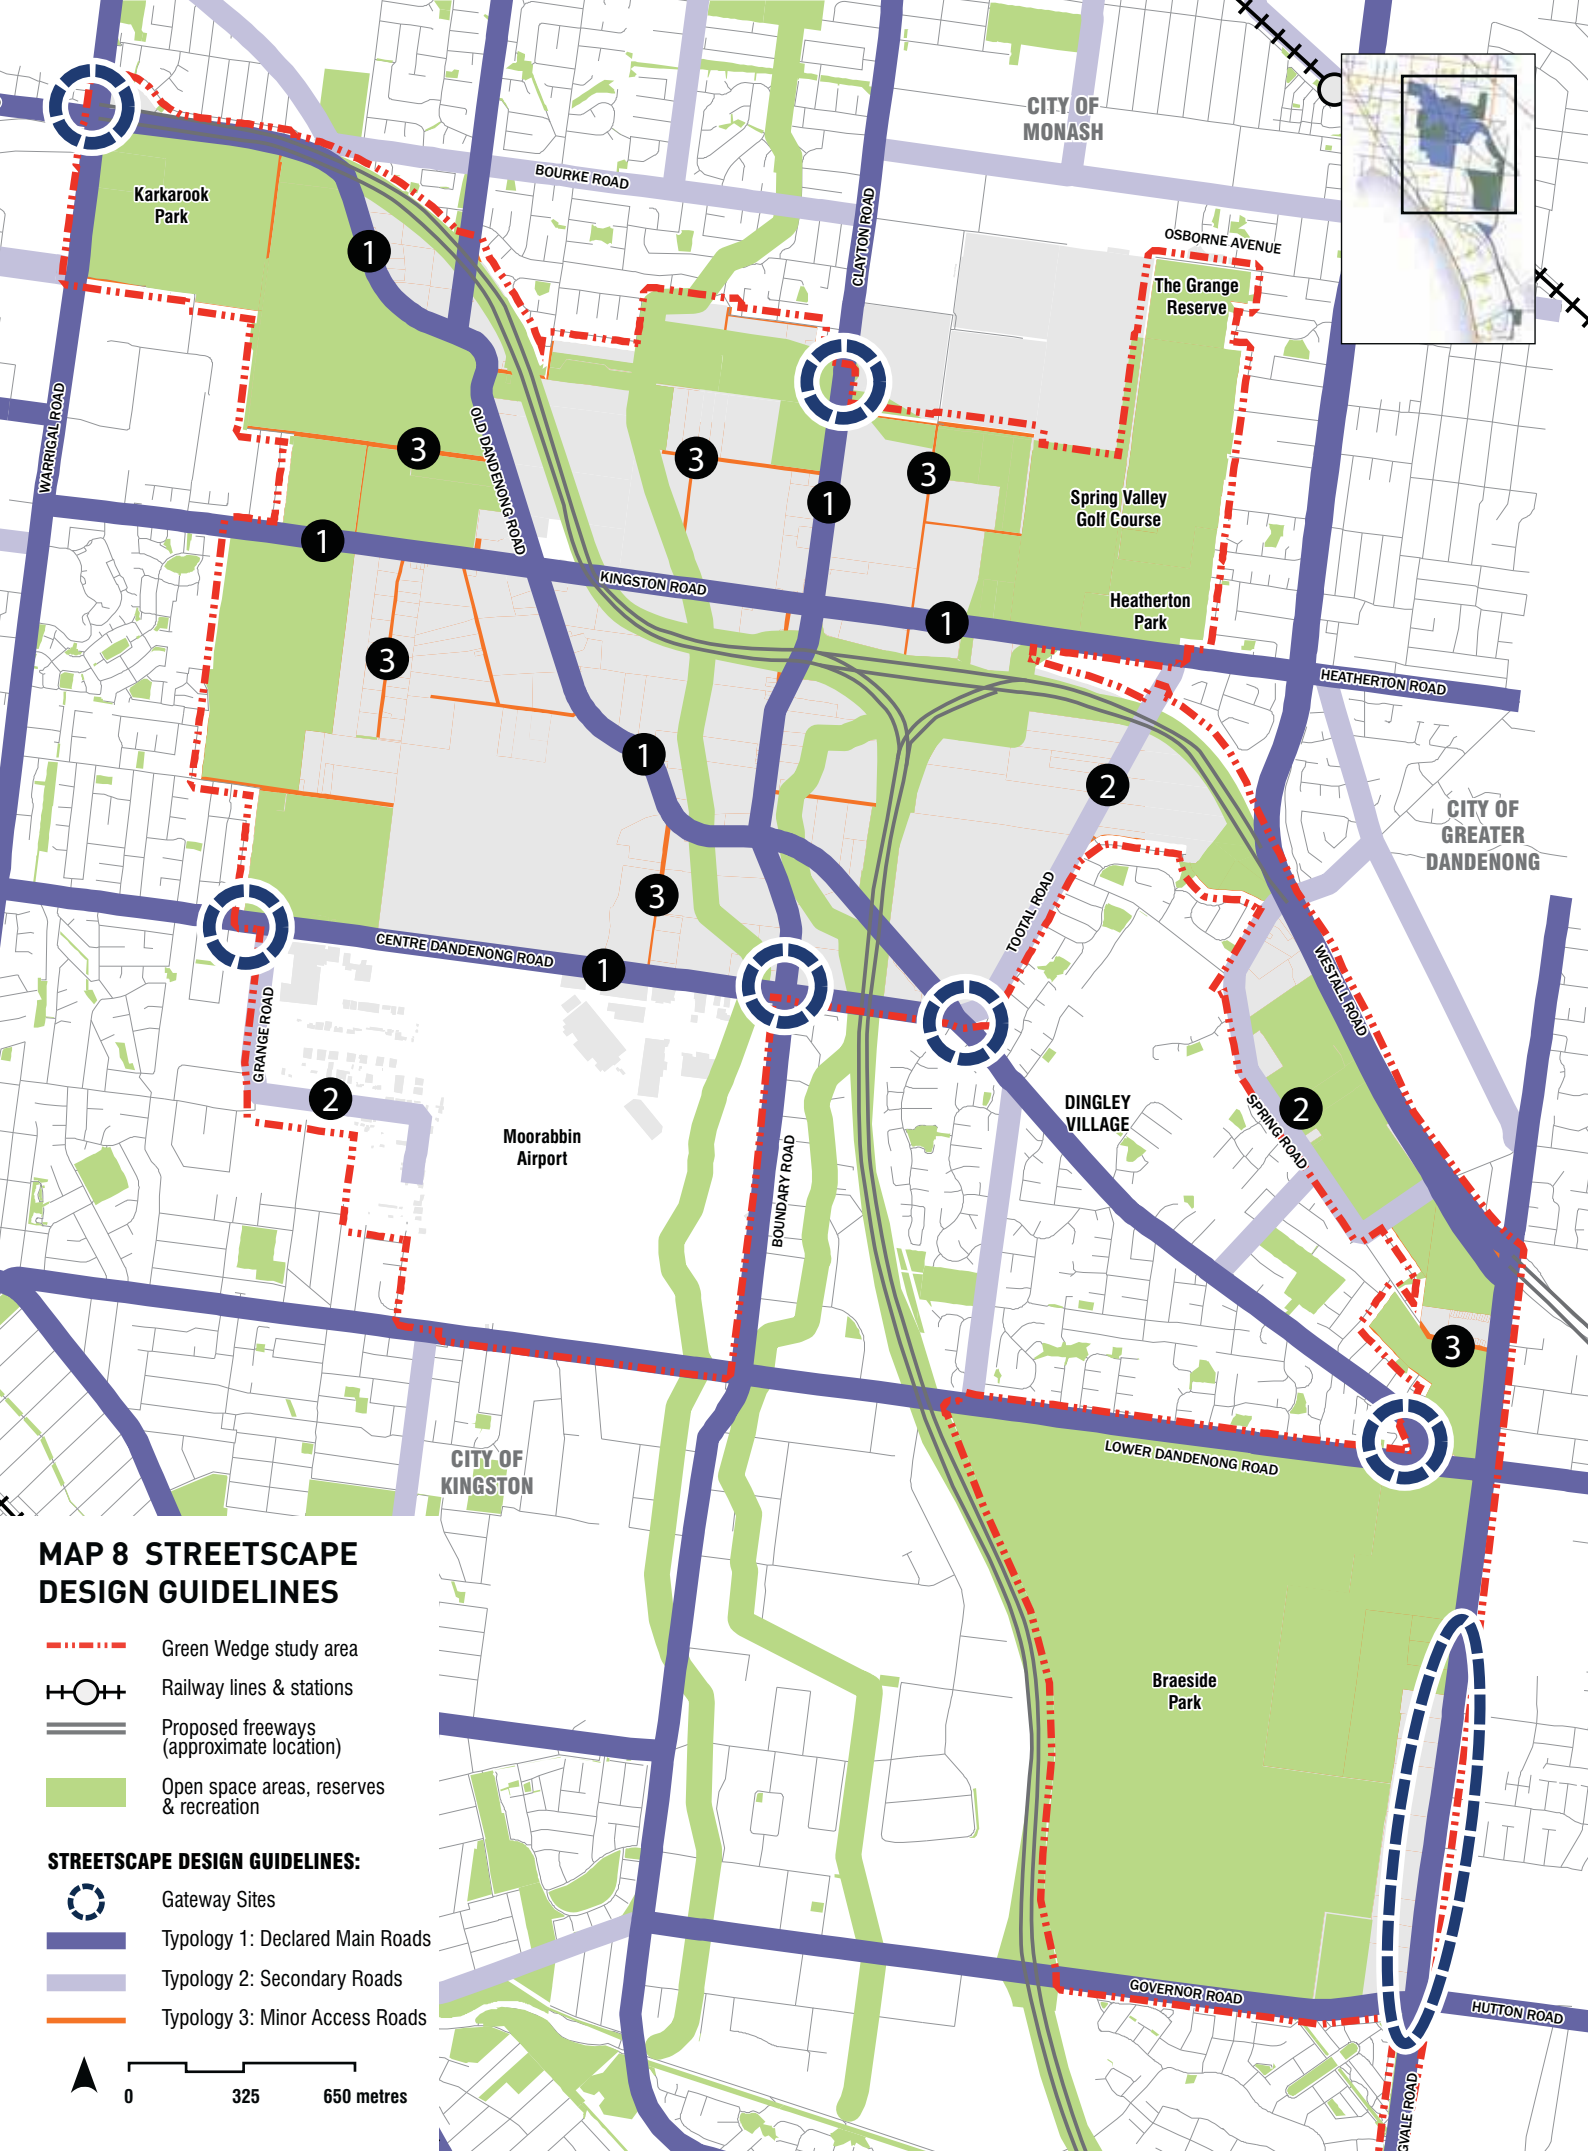 CITY OF
MONASH
BOURKE ROAD
Karkarook
Park
CLAYTON ROAD
OSBORNE AVENUE
The Grange
Reserve
1
WARRIGAL ROAD
OLD DANDENONG ROAD
3
3
3
1
Spring Valley
Golf Course
1
KINGSTON ROAD
Heatherton
Park
1
3
HEATHERTON ROAD
1
2
CITY OF
GREATER
DANDENONG
3
TOOTAL ROAD
CENTRE DANDENONG ROAD
1
WESTALL ROAD
GRANGE ROAD
2
DINGLEY
VILLAGE
2
SPRING ROAD
Moorabbin
Airport
BOUNDARY ROAD
3
CITY OF
KINGSTON
LOWER DANDENONG ROAD
Braeside
Park
GOVERNOR ROAD
HUTTON ROAD
GVALE ROAD
MAP 8 STREETSCAPE
DESIGN GUIDELINES
Green Wedge study area
Railway lines & stations
Proposed freeways
(approximate location)
Open space areas, reserves
& recreation
STREETSCAPE DESIGN GUIDELINES:
Gateway Sites
Typology 1: Declared Main Roads
Typology 2: Secondary Roads
Typology 3: Minor Access Roads
0 325 650 metres